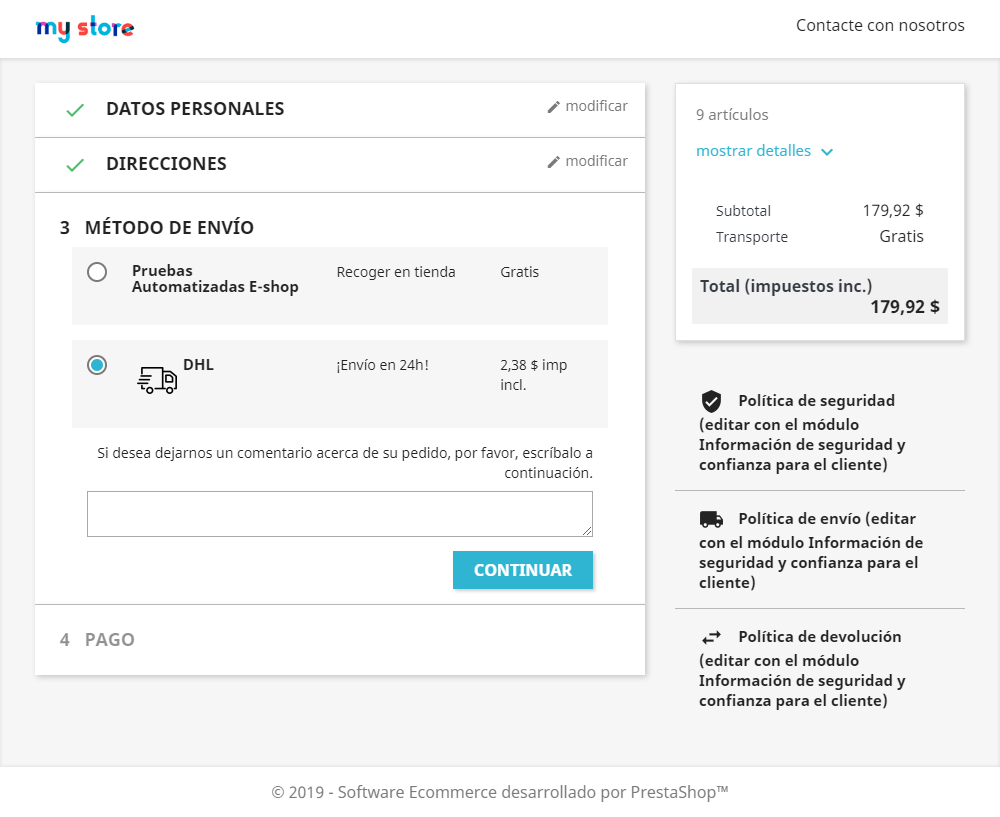 my store
Contacte con nosotros
DATOS PERSONALES
modificar
DIRECCIONES
modificar
3 MÉTODO DE ENVÍO
Pruebas
Automatizadas E-shop
Recoger en tienda
Gratis
DHL
¡Envío en 24h!
2,38 $ imp
incl.
Si desea dejarnos un comentario acerca de su pedido, por favor, escríbalo a
continuación.
CONTINUAR
4 PAGO
9 artículos
mostrar detalles
Subtotal 179,92 $
Transporte Gratis
Total (impuestos inc.)
179,92 $
Política de seguridad
(editar con el módulo
Información de seguridad y
confianza para el cliente)
Política de envío (editar
con el módulo Información de
seguridad y confianza para el
cliente)
Política de devolución
(editar con el módulo
Información de seguridad y
confianza para el cliente)
© 2019 - Software Ecommerce desarrollado por PrestaShop™